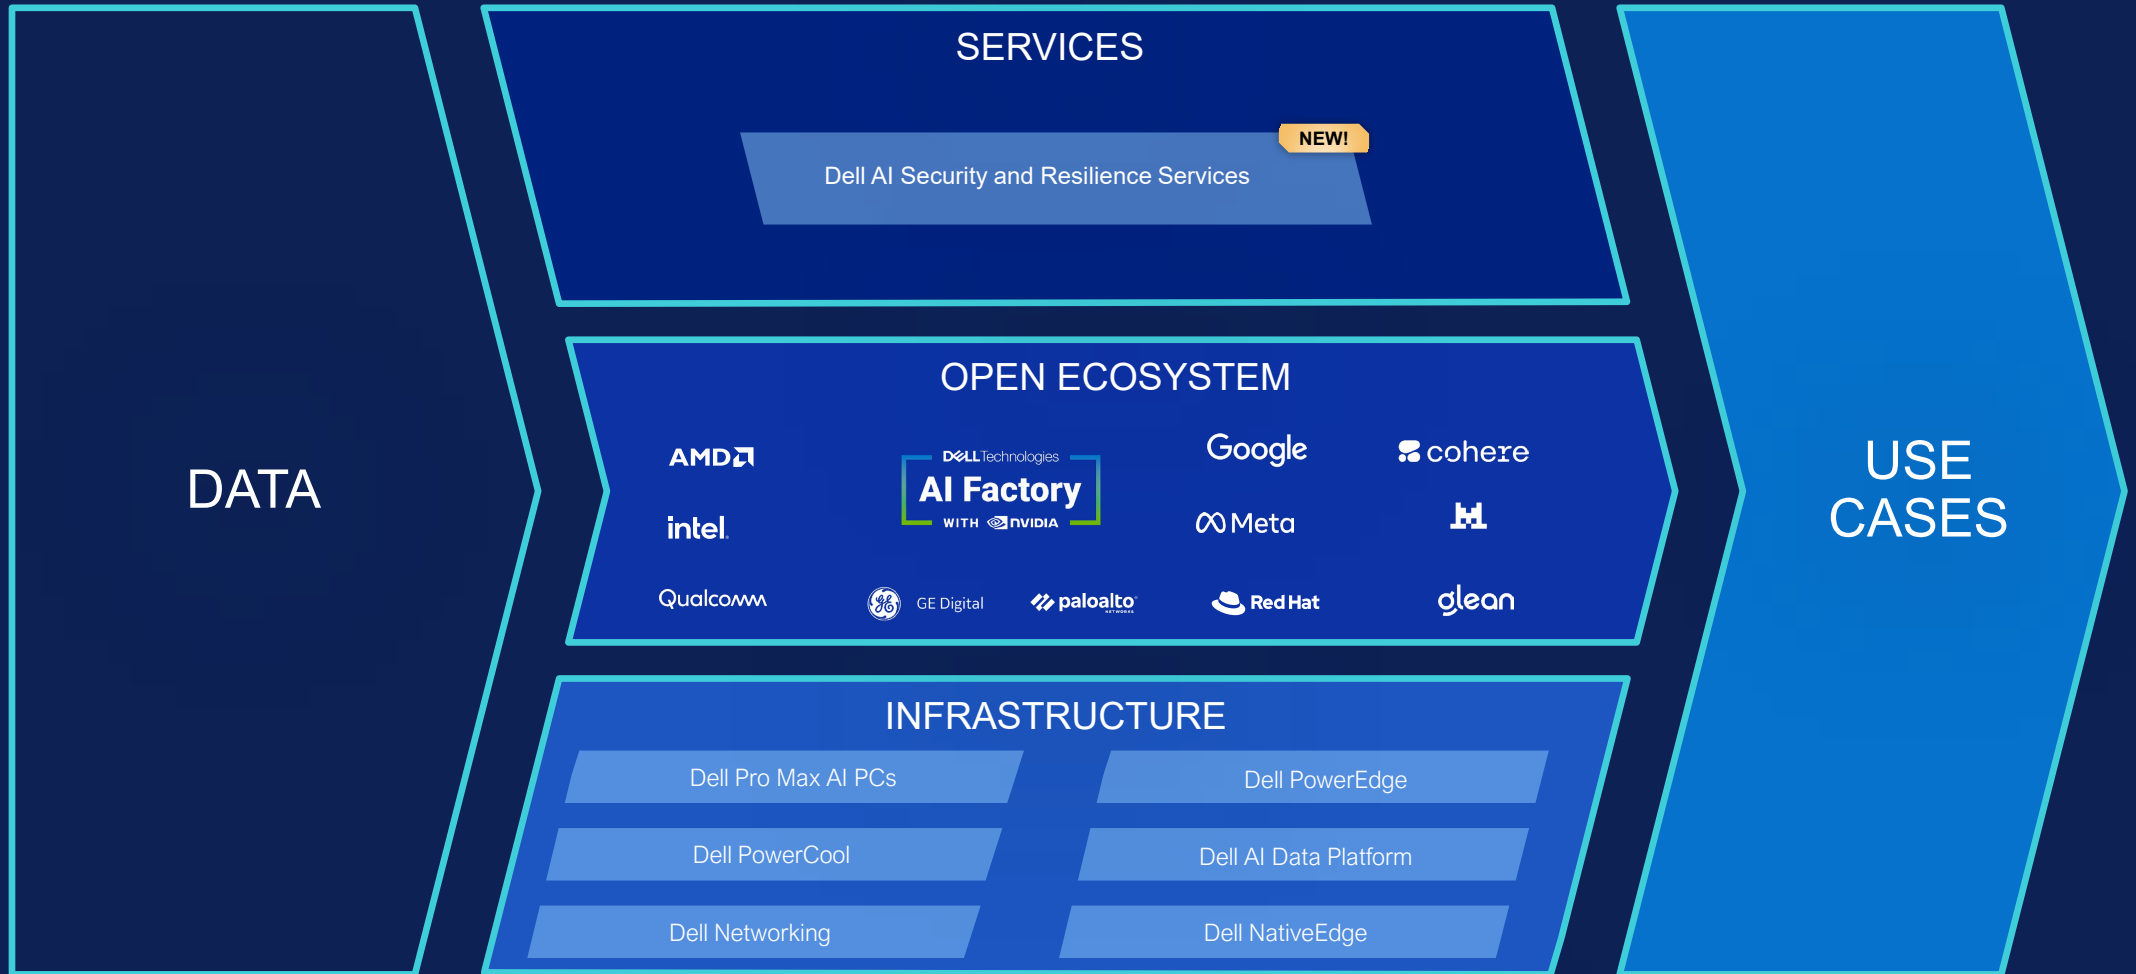 DATA
SERVICES
NEW!
Dell AI Security and Resilience Services
OPEN ECOSYSTEM
AMD
intel.
Qualcomm
DELLTechnologies
AI Factory
WITH NVIDIA
GE Digital
paloalto
NETWORKS
Google
Meta
Red Hat
cohere
glean
INFRASTRUCTURE
Dell Pro Max AI PCs
Dell PowerEdge
Dell PowerCool
Dell AI Data Platform
Dell Networking
Dell NativeEdge
USE
CASES